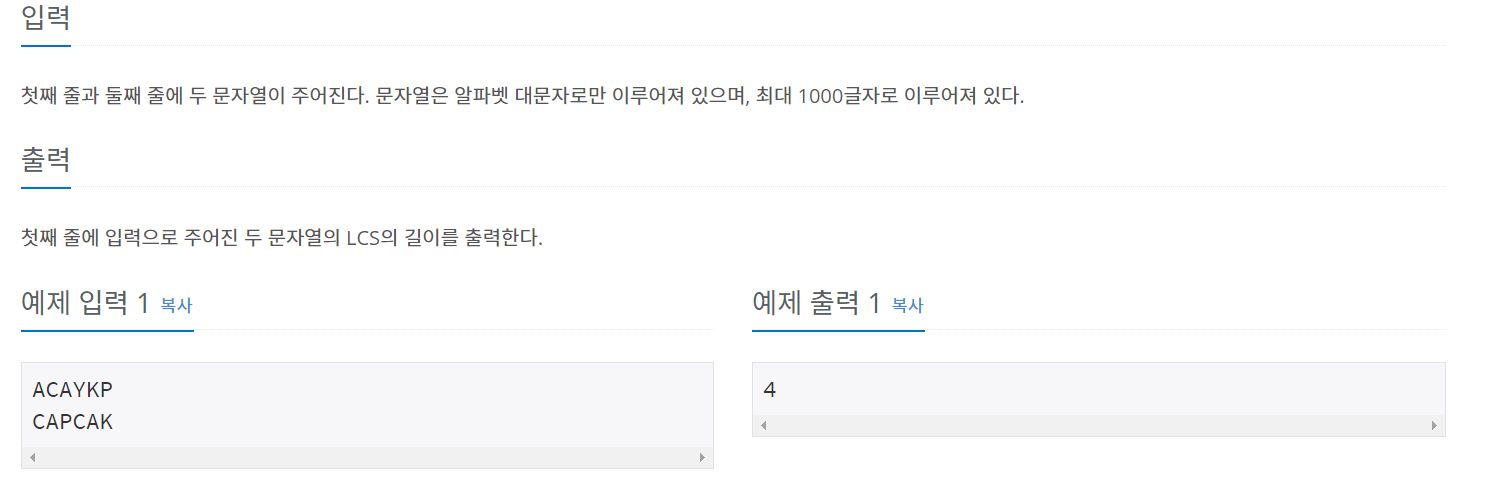 입력
첫째 줄과 둘째 줄에 두 문자열이 주어진다. 문자열은 알파벳 대문자로만 이루어져 있으며, 최대 1000글자로 이루어져 있다.
출력
첫째 줄에 입력으로 주어진 두 문자열의 LCS의 길이를 출력한다.
예제 입력 1 복사
ACAYKP
CAPCAK
예제 출력 1 복사
4